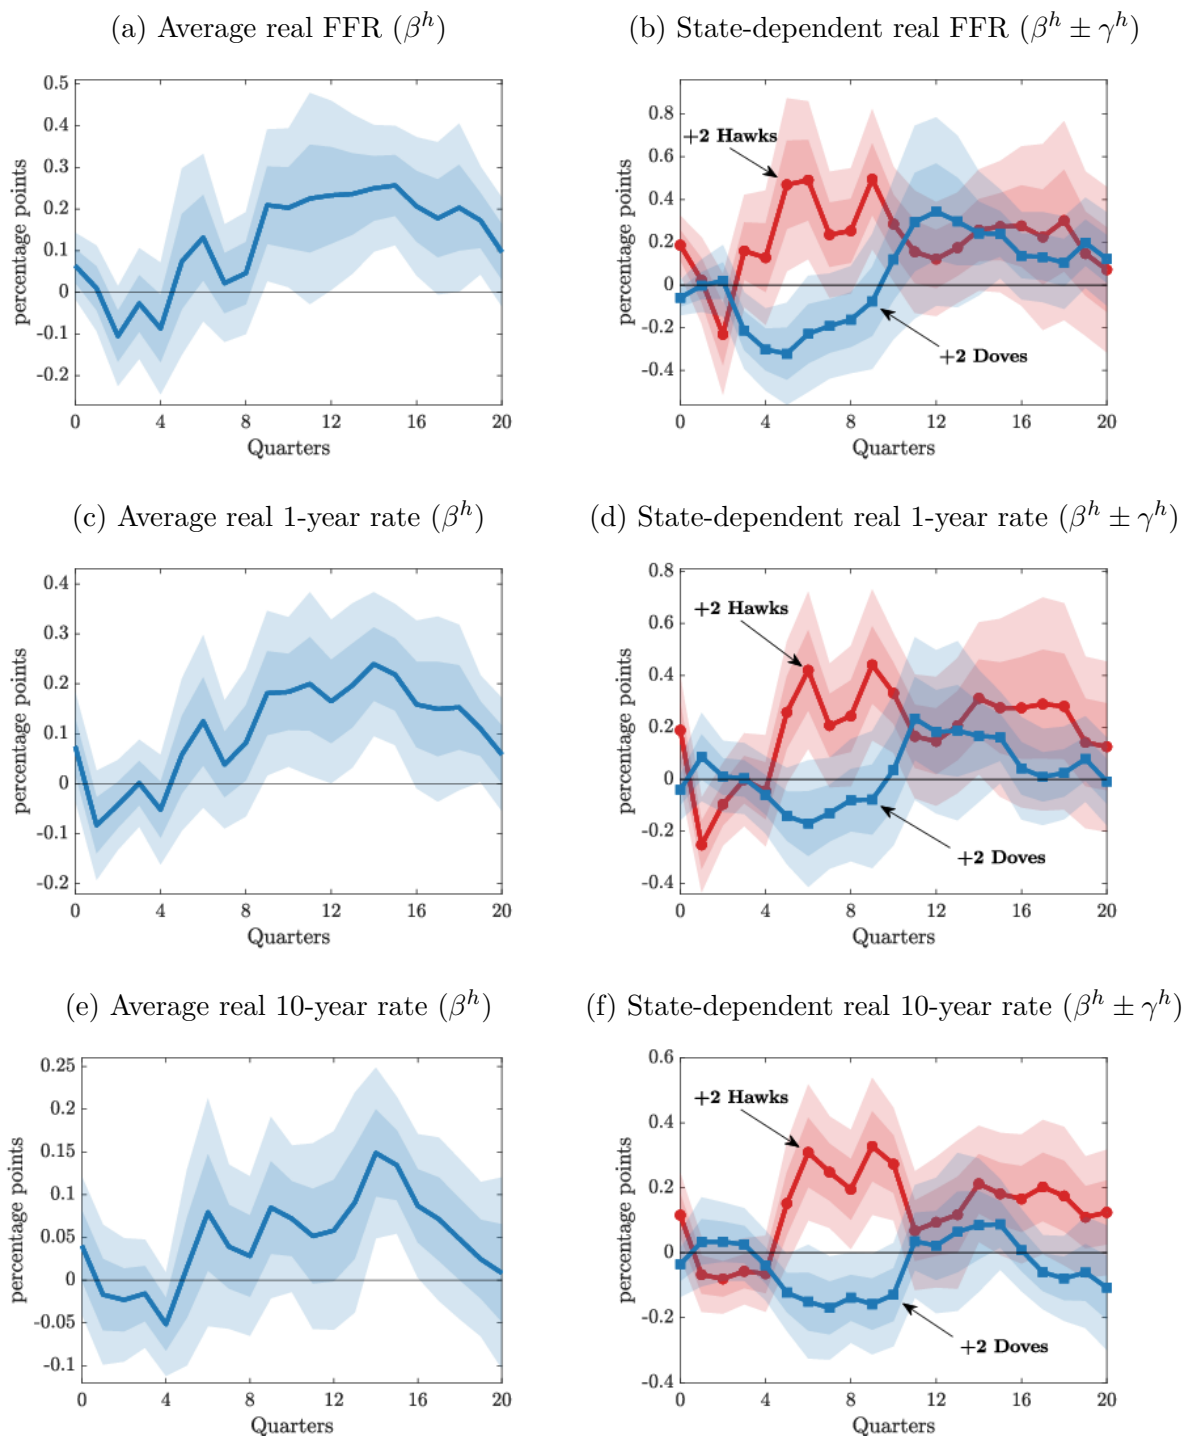 (a) Average real FFR (β^h)
(b) State-dependent real FFR (β^h ± γ^h)
percentage points
0.5
0.4
0.3
0.2
0.1
0
-0.1
-0.2
0 4 8 12 16 20
Quarters
percentage points
0.8
0.6
0.4
0.2
0
-0.2
-0.4
+2 Hawks
+2 Doves
0 4 8 12 16 20
Quarters
(c) Average real 1-year rate (β^h)
(d) State-dependent real 1-year rate (β^h ± γ^h)
percentage points
0.4
0.3
0.2
0.1
0
-0.1
-0.2
0 4 8 12 16 20
Quarters
percentage points
0.8
0.6
0.4
0.2
0
-0.2
-0.4
+2 Hawks
+2 Doves
0 4 8 12 16 20
Quarters
(e) Average real 10-year rate (β^h)
(f) State-dependent real 10-year rate (β^h ± γ^h)
percentage points
0.25
0.2
0.15
0.1
0.05
0
-0.05
-0.1
0 4 8 12 16 20
Quarters
percentage points
0.6
0.4
0.2
0
-0.2
-0.4
+2 Hawks
+2 Doves
0 4 8 12 16 20
Quarters